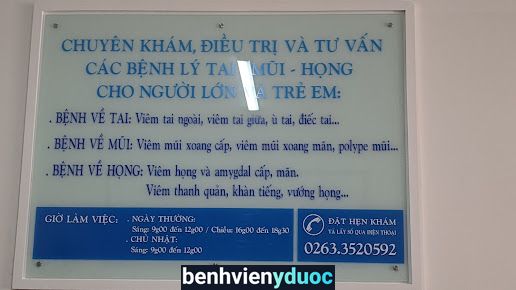 CHUYÊN KHÁM, ĐIỀU TRỊ VÀ TƯ VẤN
CÁC BỆNH LÝ TAI MŨI - HỌNG
CHO NGƯỜI LỚN VÀ TRẺ EM:
. BỆNH VỀ TAI: Viêm tai ngoài, viêm tai giữa, ù tai, điếc tai...
. BỆNH VỀ MŨI: Viêm mũi xoang cấp, viêm mũi xoang mãn, polype mũi...
. BỆNH VỀ HỌNG: Viêm họng và amygdal cấp, mãn.
Viêm thanh quản, khàn tiếng, vướng họng...
GIỜ LÀM VIỆC: . NGÀY THƯỜNG:
Sáng: 9g00 đến 12g00 / Chiều: 16g00 đến 18g30
. CHỦ NHẬT:
Sáng: 9g00 đến 12g00
ĐẶT HẸN KHÁM
VÀ LẤY SỐ QUA ĐIỆN THOẠI
0263.3520592
benhvienyduoc